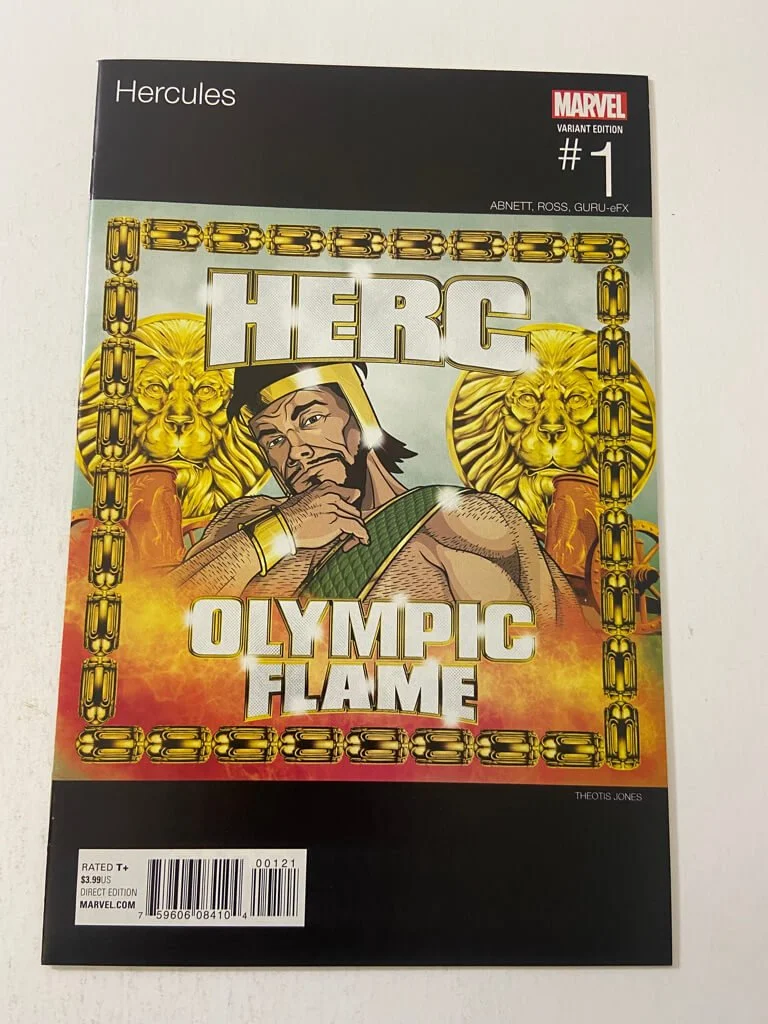 Hercules
MARVEL
VARIANT EDITION
#1
ABNETT, ROSS, GURU-eFX
HERC
OLYMPIC
FLAME
THEOTIS JONES
RATED T+
$3.99US
DIRECT EDITION
MARVEL.COM
00121
7 59606 08410 4